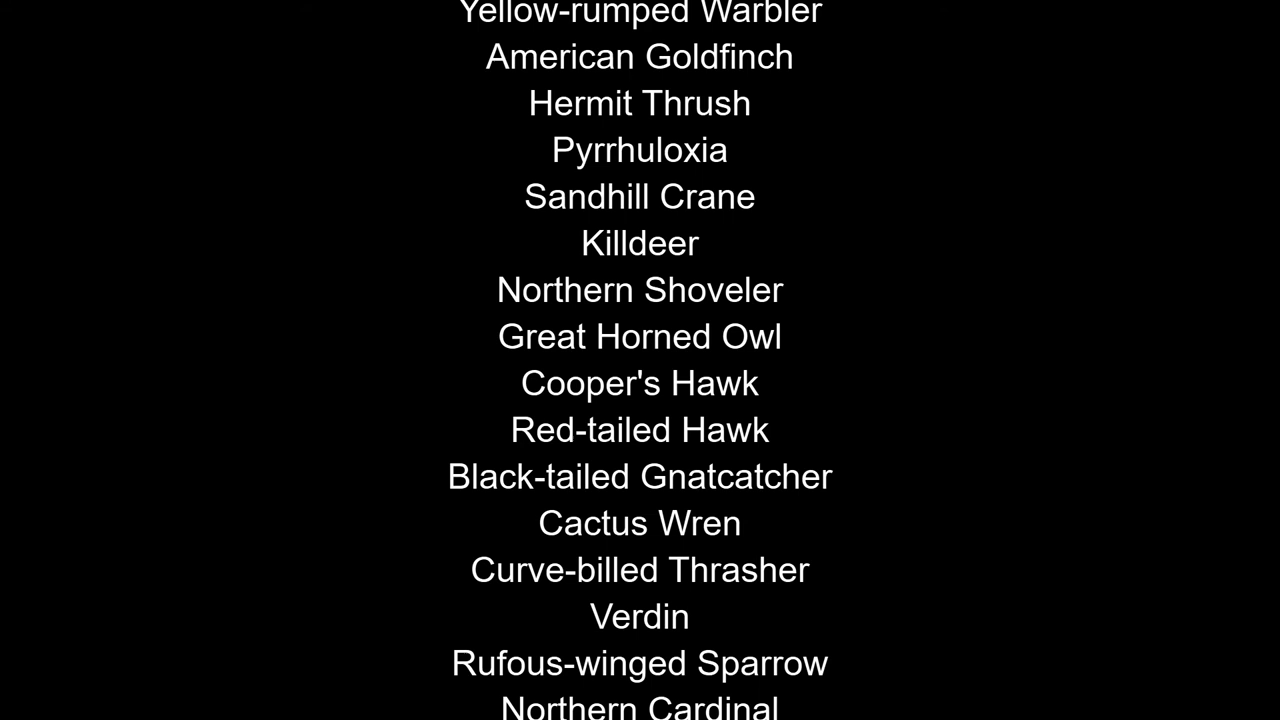 Yellow-rumped Warbler
American Goldfinch
Hermit Thrush
Pyrrhuloxia
Sandhill Crane
Killdeer
Northern Shoveler
Great Horned Owl
Cooper's Hawk
Red-tailed Hawk
Black-tailed Gnatcatcher
Cactus Wren
Curve-billed Thrasher
Verdin
Rufous-winged Sparrow
Northern Cardinal